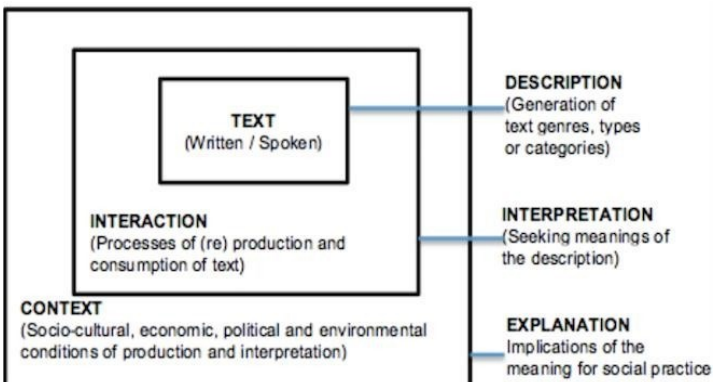 TEXT
(Written / Spoken)
DESCRIPTION
(Generation of
text genres, types
or categories)
INTERACTION
(Processes of (re) production and
consumption of text)
INTERPRETATION
(Seeking meanings of
the description)
CONTEXT
(Socio-cultural, economic, political and environmental
conditions of production and interpretation)
EXPLANATION
Implications of the
meaning for social practice